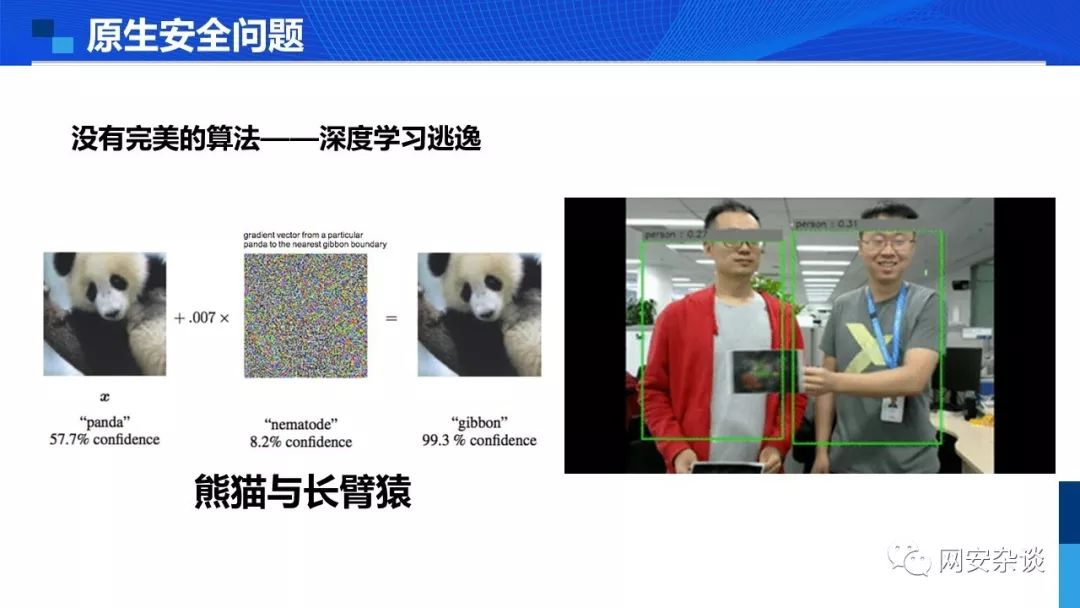 原生安全问题
没有完美的算法——深度学习逃逸
gradient vector from a particular
panda to the nearest gibbon boundary
+ .007 ×
=
x
“panda”
57.7% confidence
“nematode”
8.2% confidence
“gibbon”
99.3 % confidence
熊猫与长臂猿
person : 0.27
person : 0.31
网安杂谈